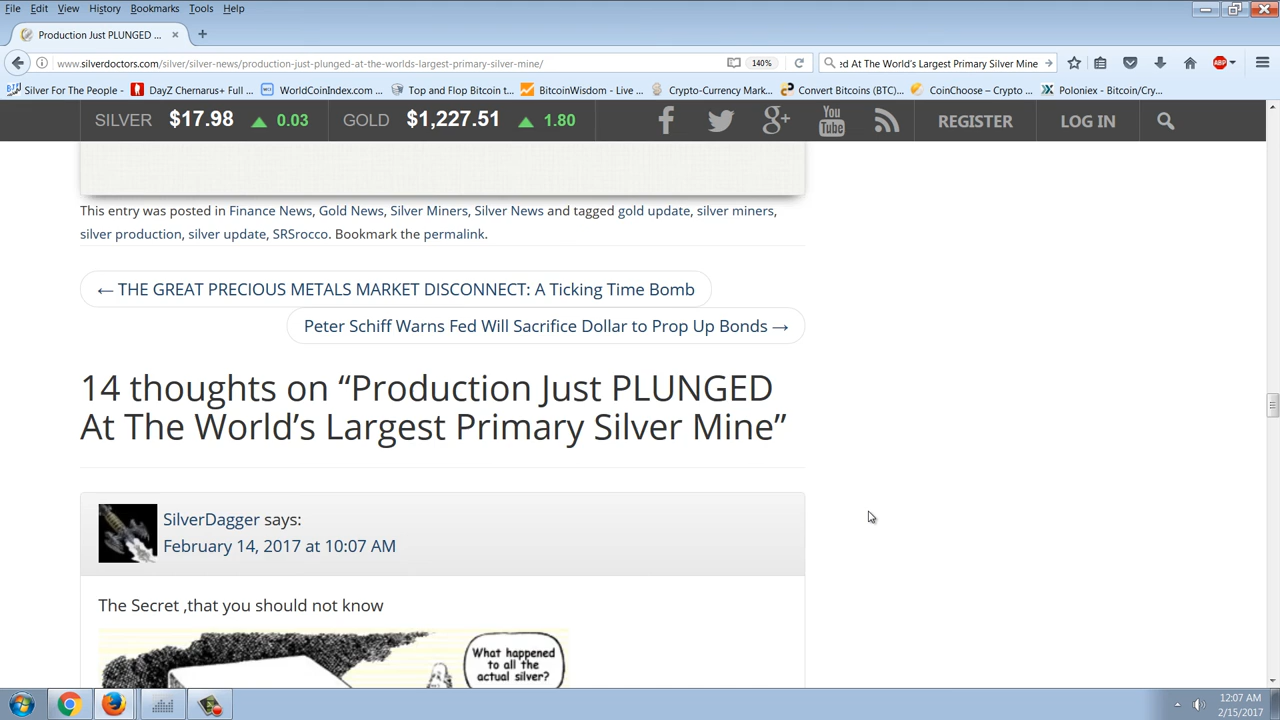 File Edit View History Bookmarks Tools Help
Production Just PLUNGED ... × +
www.silverdoctors.com/silver/silver-news/production-just-plunged-at-the-worlds-largest-primary-silver-mine/ 140% :d At The World's Largest Primary Silver Mine ABP
Silver For The People - DayZ Chernarus+ Full ... WorldCoinIndex.com ... Top and Flop Bitcoin t... BitcoinWisdom - Live ... Crypto-Currency Mark... Convert Bitcoins (BTC)... CoinChoose – Crypto ... Poloniex - Bitcoin/Cry...
SILVER $17.98 ▲ 0.03 GOLD $1,227.51 ▲ 1.80 You Tube REGISTER LOG IN
This entry was posted in Finance News, Gold News, Silver Miners, Silver News and tagged gold update, silver miners,
silver production, silver update, SRSrocco. Bookmark the permalink.
← THE GREAT PRECIOUS METALS MARKET DISCONNECT: A Ticking Time Bomb
Peter Schiff Warns Fed Will Sacrifice Dollar to Prop Up Bonds →
14 thoughts on “Production Just PLUNGED
At The World’s Largest Primary Silver Mine”
SilverDagger says:
February 14, 2017 at 10:07 AM
The Secret ,that you should not know
What happened
to all the
actual silver?
12:07 AM
2/15/2017